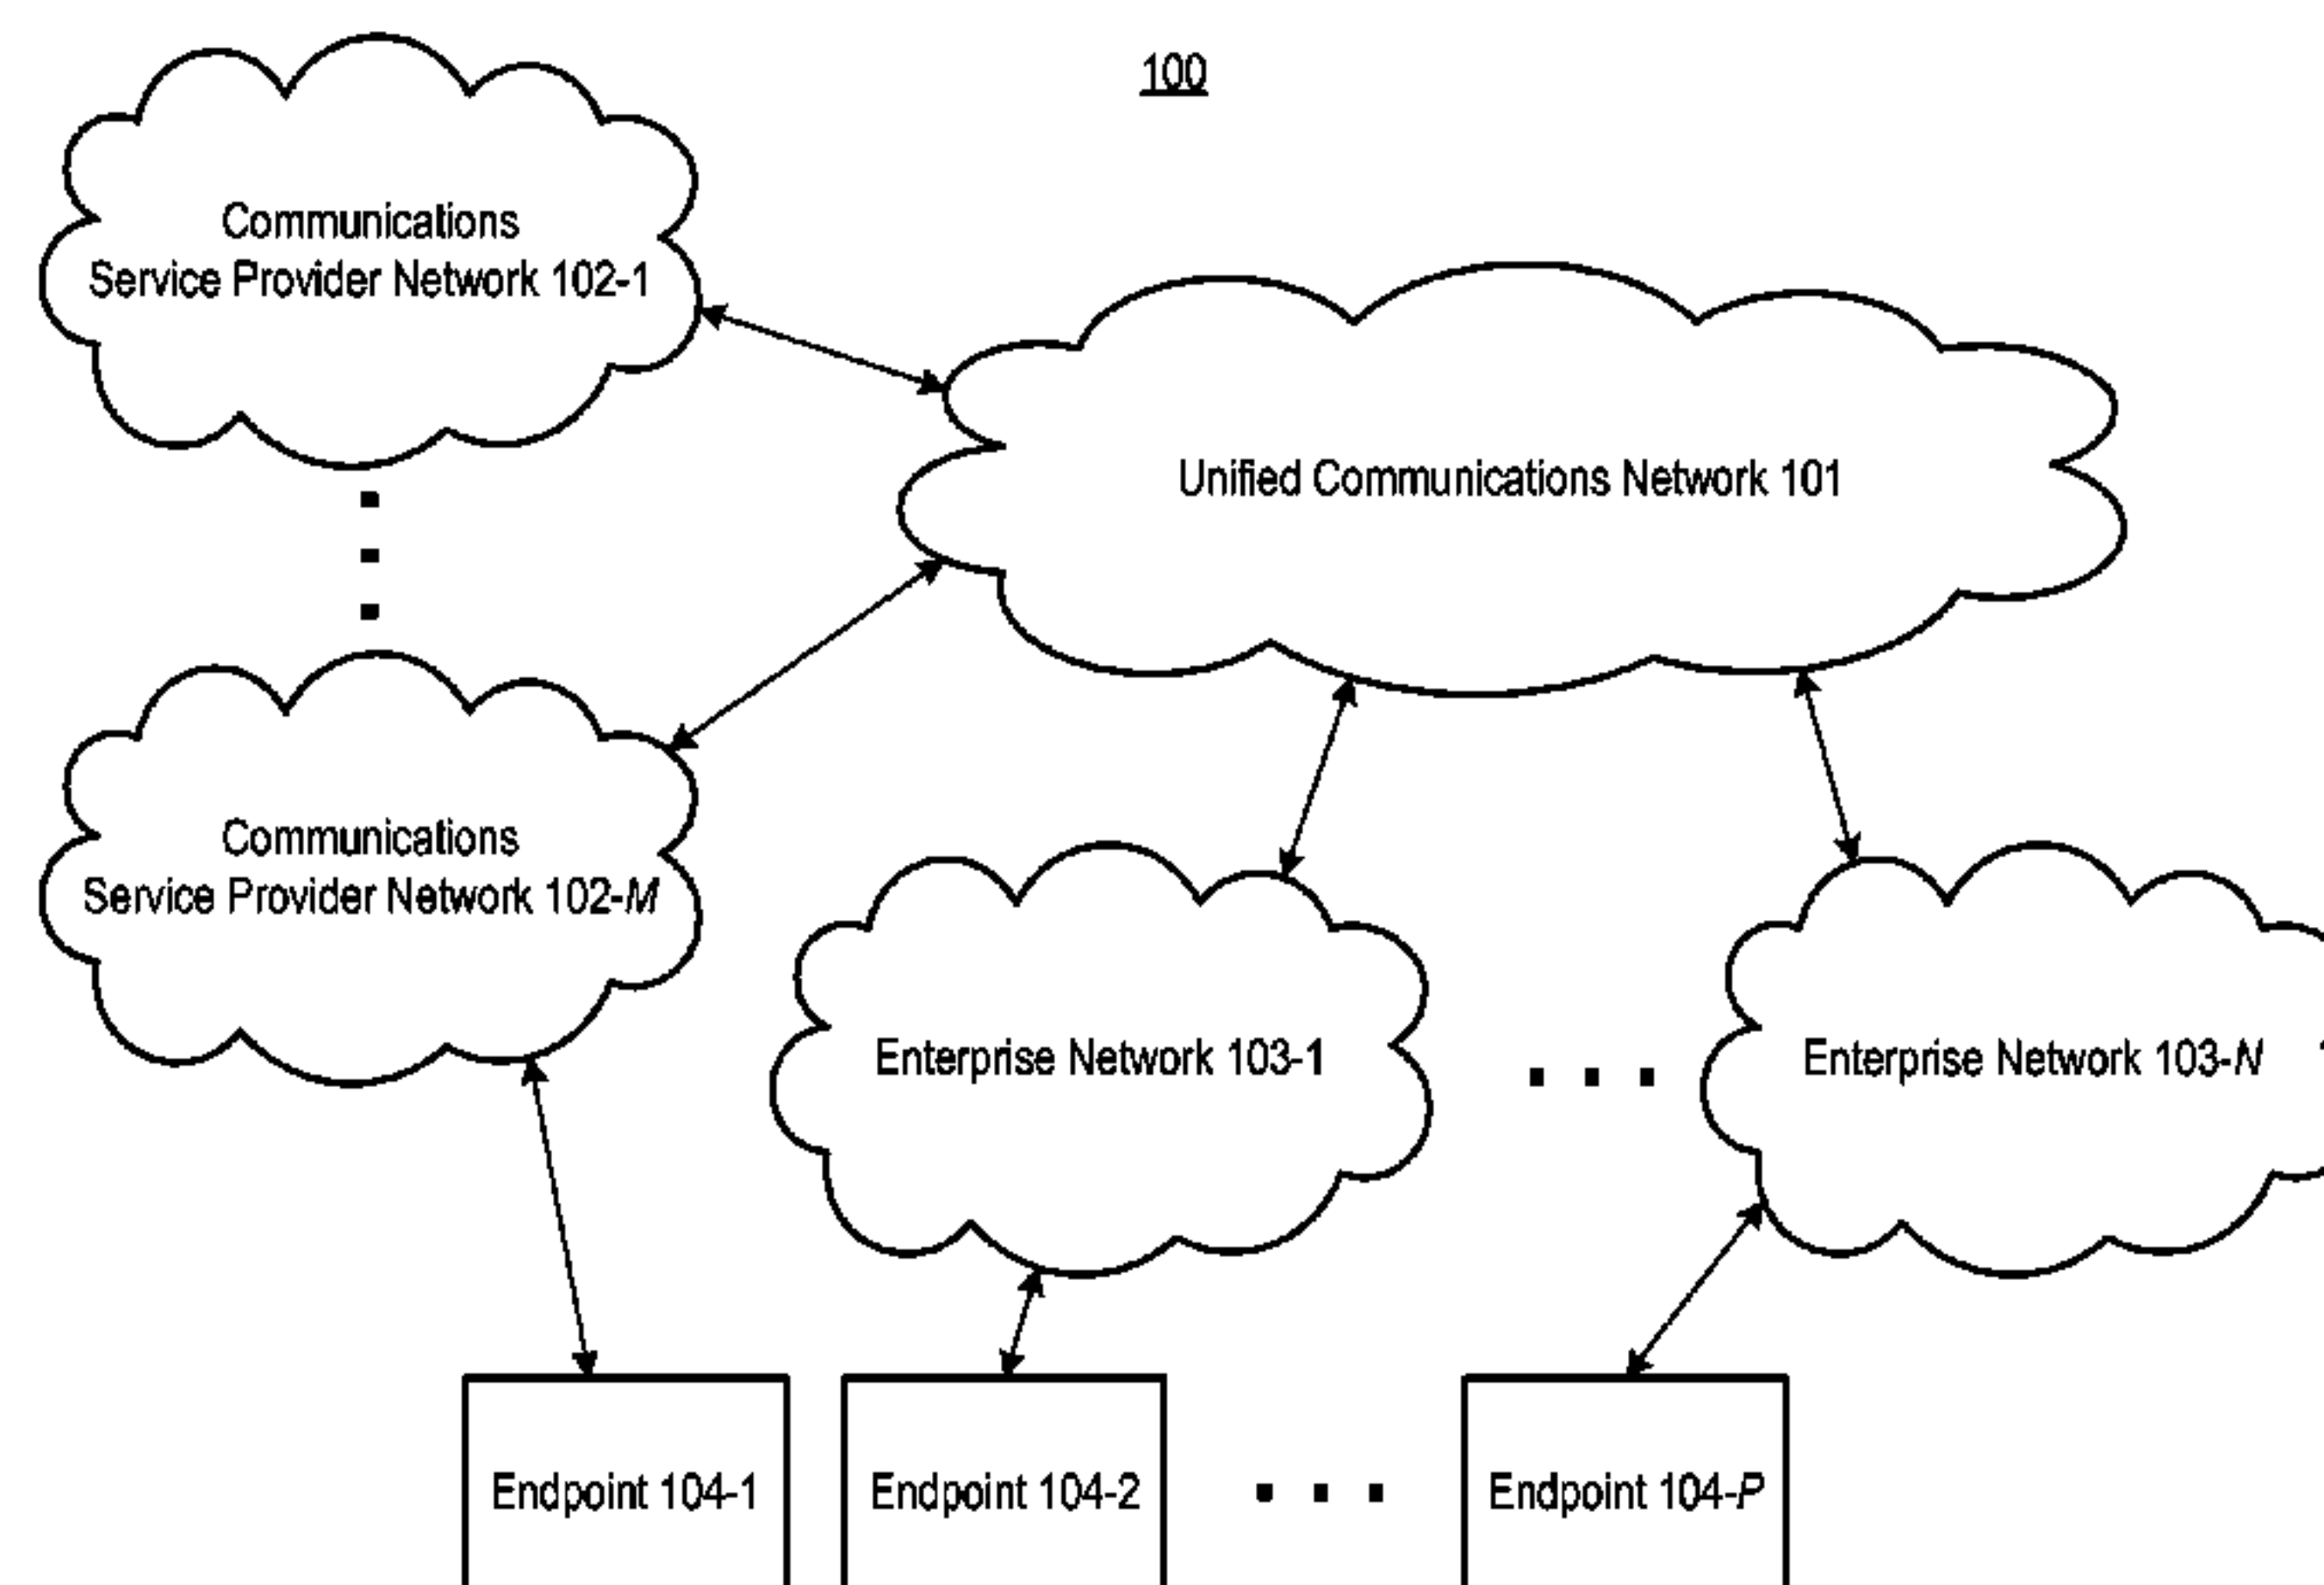 100
Communications
Service Provider Network 102-1
Unified Communications Network 101
Communications
Service Provider Network 102-M
Enterprise Network 103-1
Enterprise Network 103-N
Endpoint 104-1
Endpoint 104-2
Endpoint 104-P